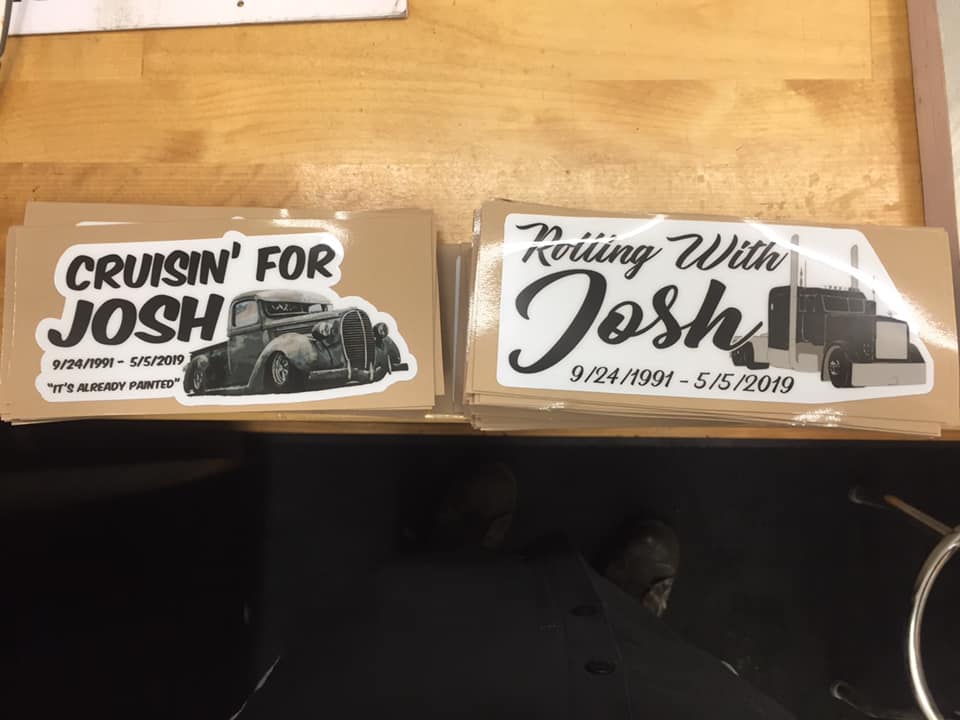 CRUISIN' FOR
JOSH
9/24/1991 - 5/5/2019
"IT'S ALREADY PAINTED"
Rolling With
Josh
9/24/1991 - 5/5/2019